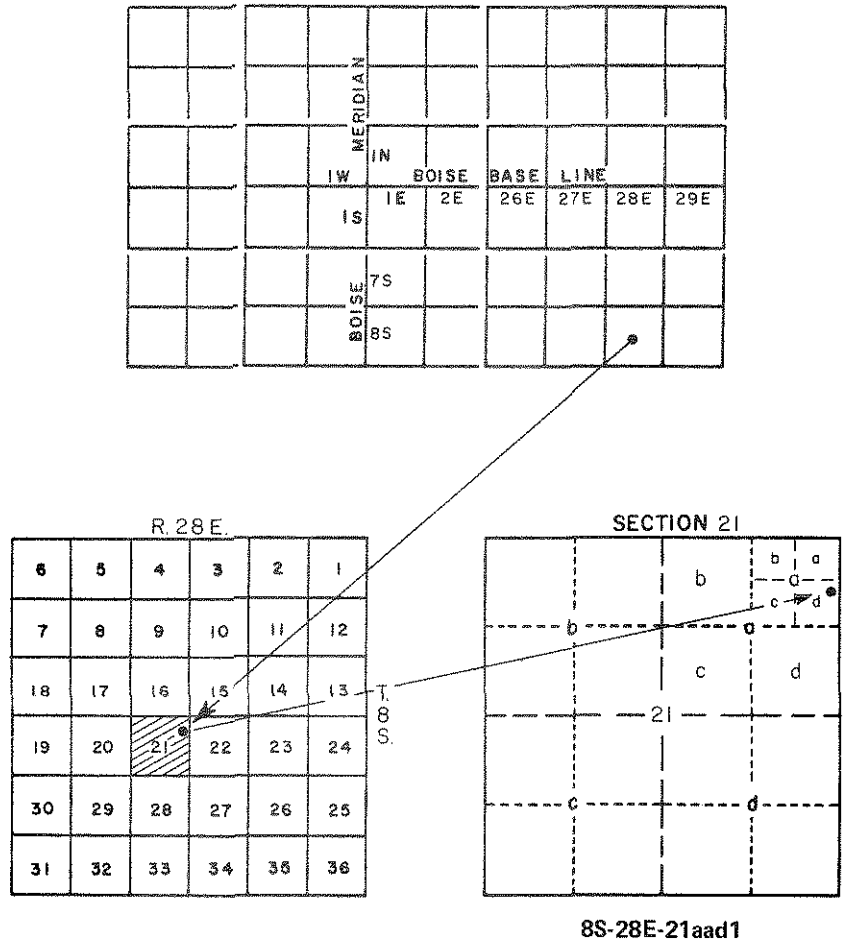 MERIDIAN
IN
IW BOISE BASE LINE
IE 2E 26E 27E 28E 29E
IS
7S
BOISE
8S
R. 28 E.
6 5 4 3 2 1
7 8 9 10 11 12
18 17 16 15 14 13
19 20 21 22 23 24
30 29 28 27 26 25
31 32 33 34 35 36
T.
8
S.
SECTION 21
b b a
a
c d
b a
c d
21
c d
8S-28E-21aad1